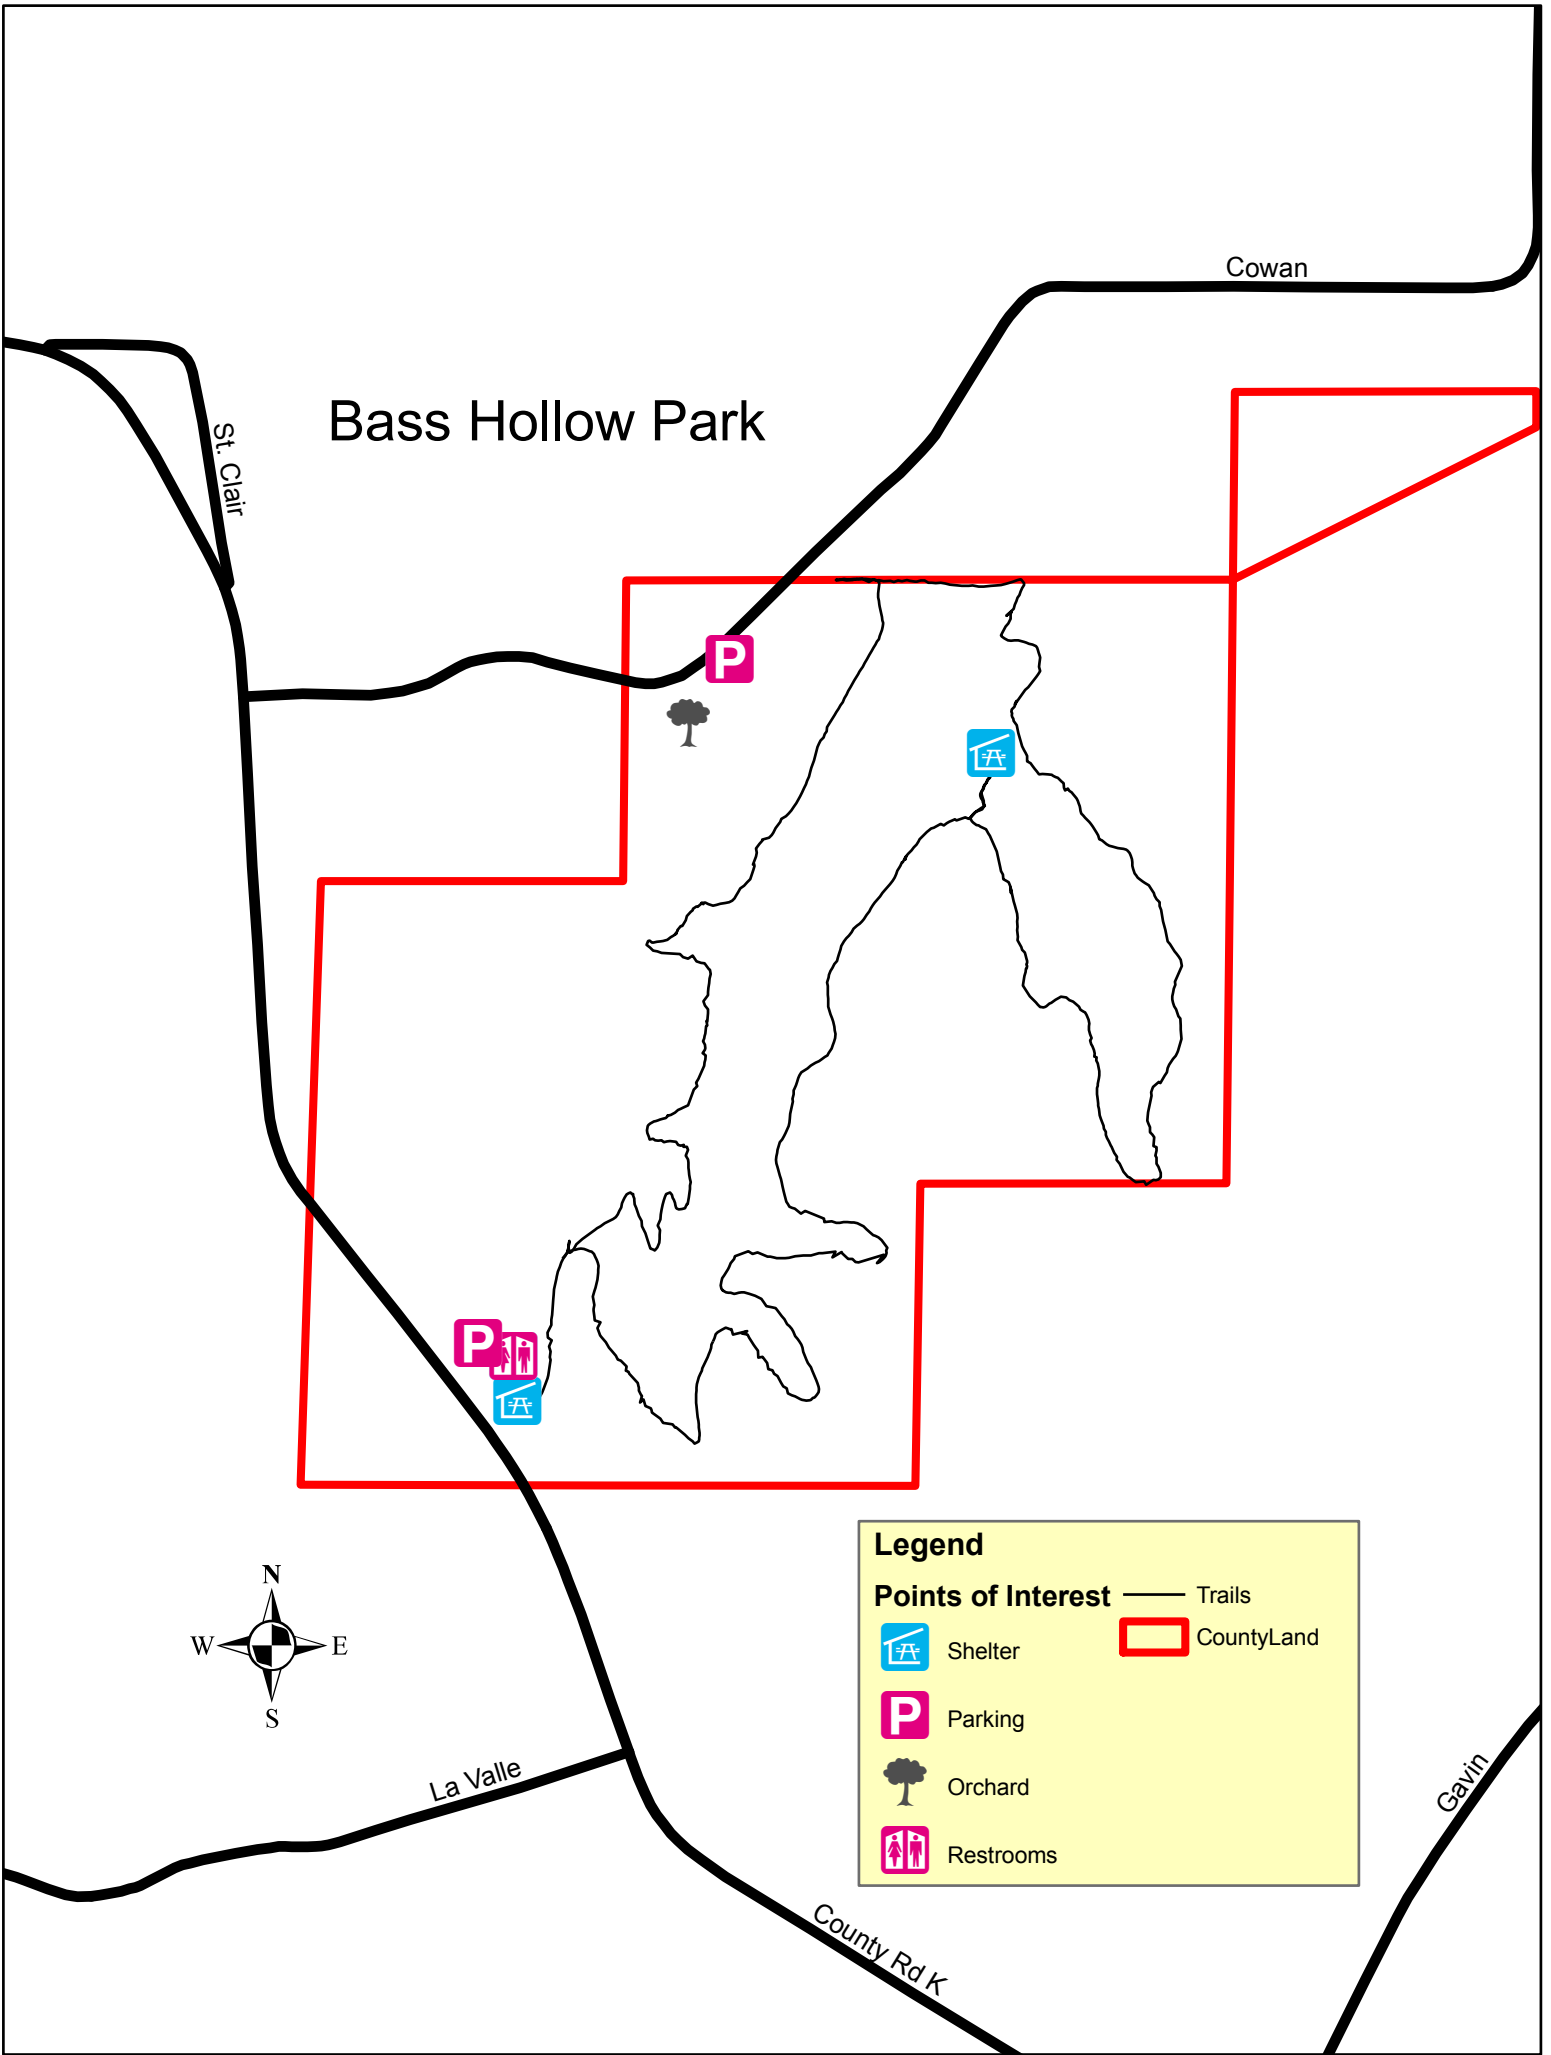 Cowan
Bass Hollow Park
St. Clair
P
P
N
W E
S
La Valle
County Rd K
Gavin
Legend
Points of Interest
Trails
Shelter
CountyLand
P Parking
Orchard
Restrooms